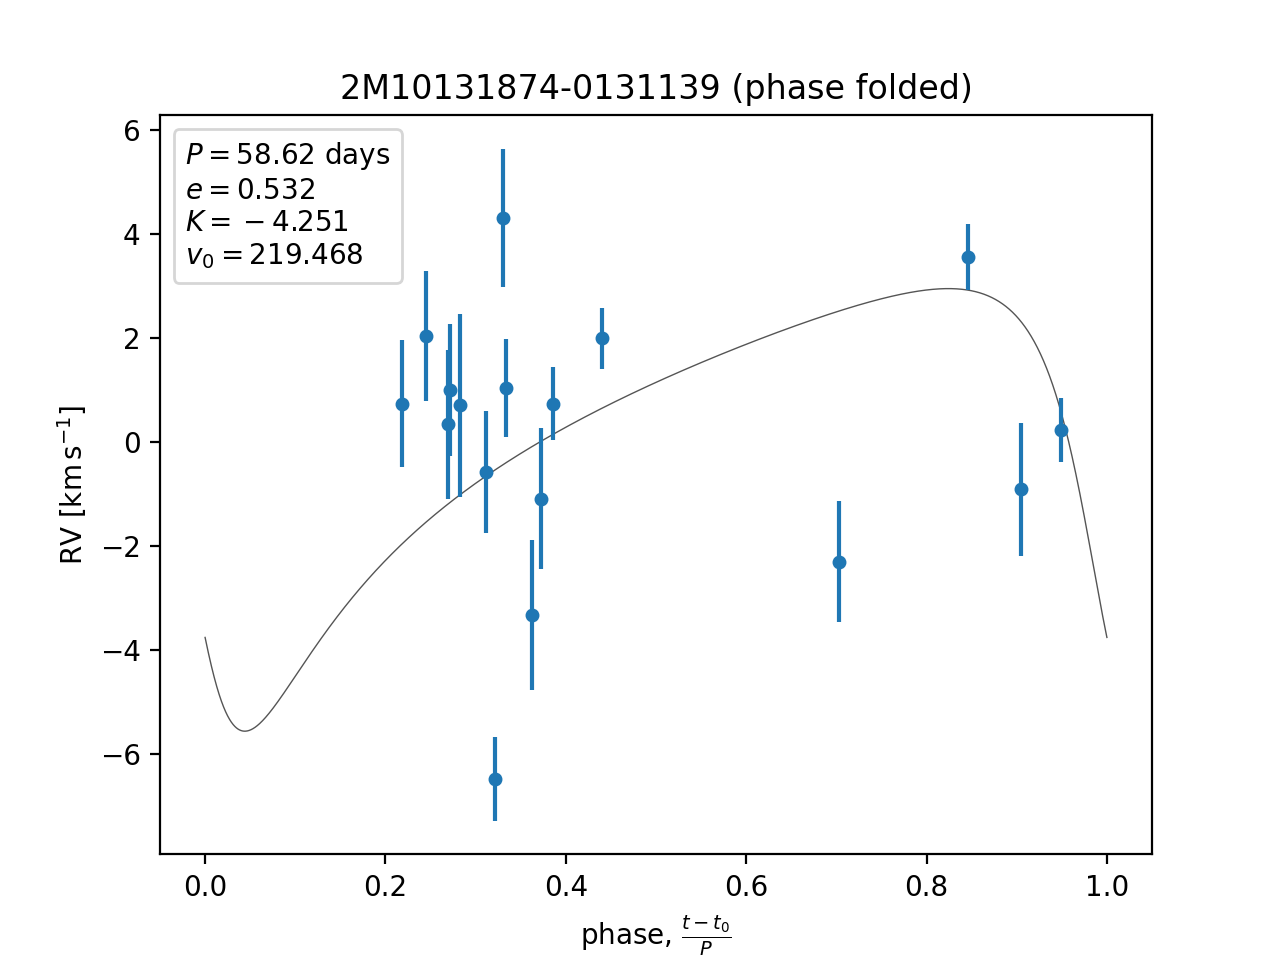 2M10131874-0131139 (phase folded)
P = 58.62 days
e = 0.532
K = −4.251
v₀ = 219.468
6
4
2
0
−2
−4
−6
RV [km s⁻¹]
0.0 0.2 0.4 0.6 0.8 1.0
phase, (t − t₀)/P